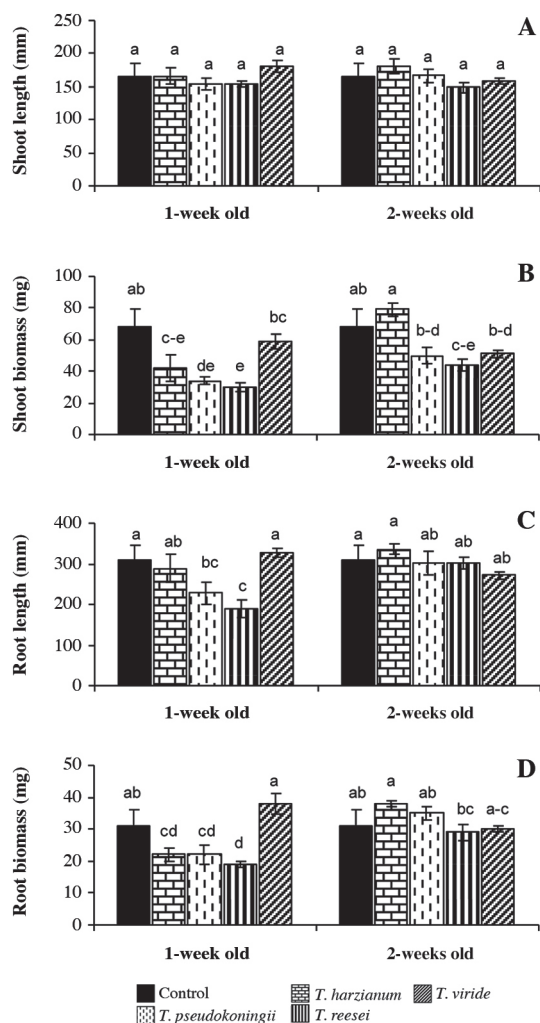 A
Shoot length (mm)
250
200
150
100
50
0
a a a a a a a a a a
1-week old 2-weeks old
B
Shoot biomass (mg)
100
80
60
40
20
0
ab c-e de e bc ab a b-d c-e b-d
1-week old 2-weeks old
C
Root length (mm)
400
300
200
100
0
a ab bc c a a a ab ab ab
1-week old 2-weeks old
D
Root biomass (mg)
50
40
30
20
10
0
ab cd cd d a ab a ab bc a-c
1-week old 2-weeks old
Control T. harzianum T. viride
T. pseudokoningii T. reesei